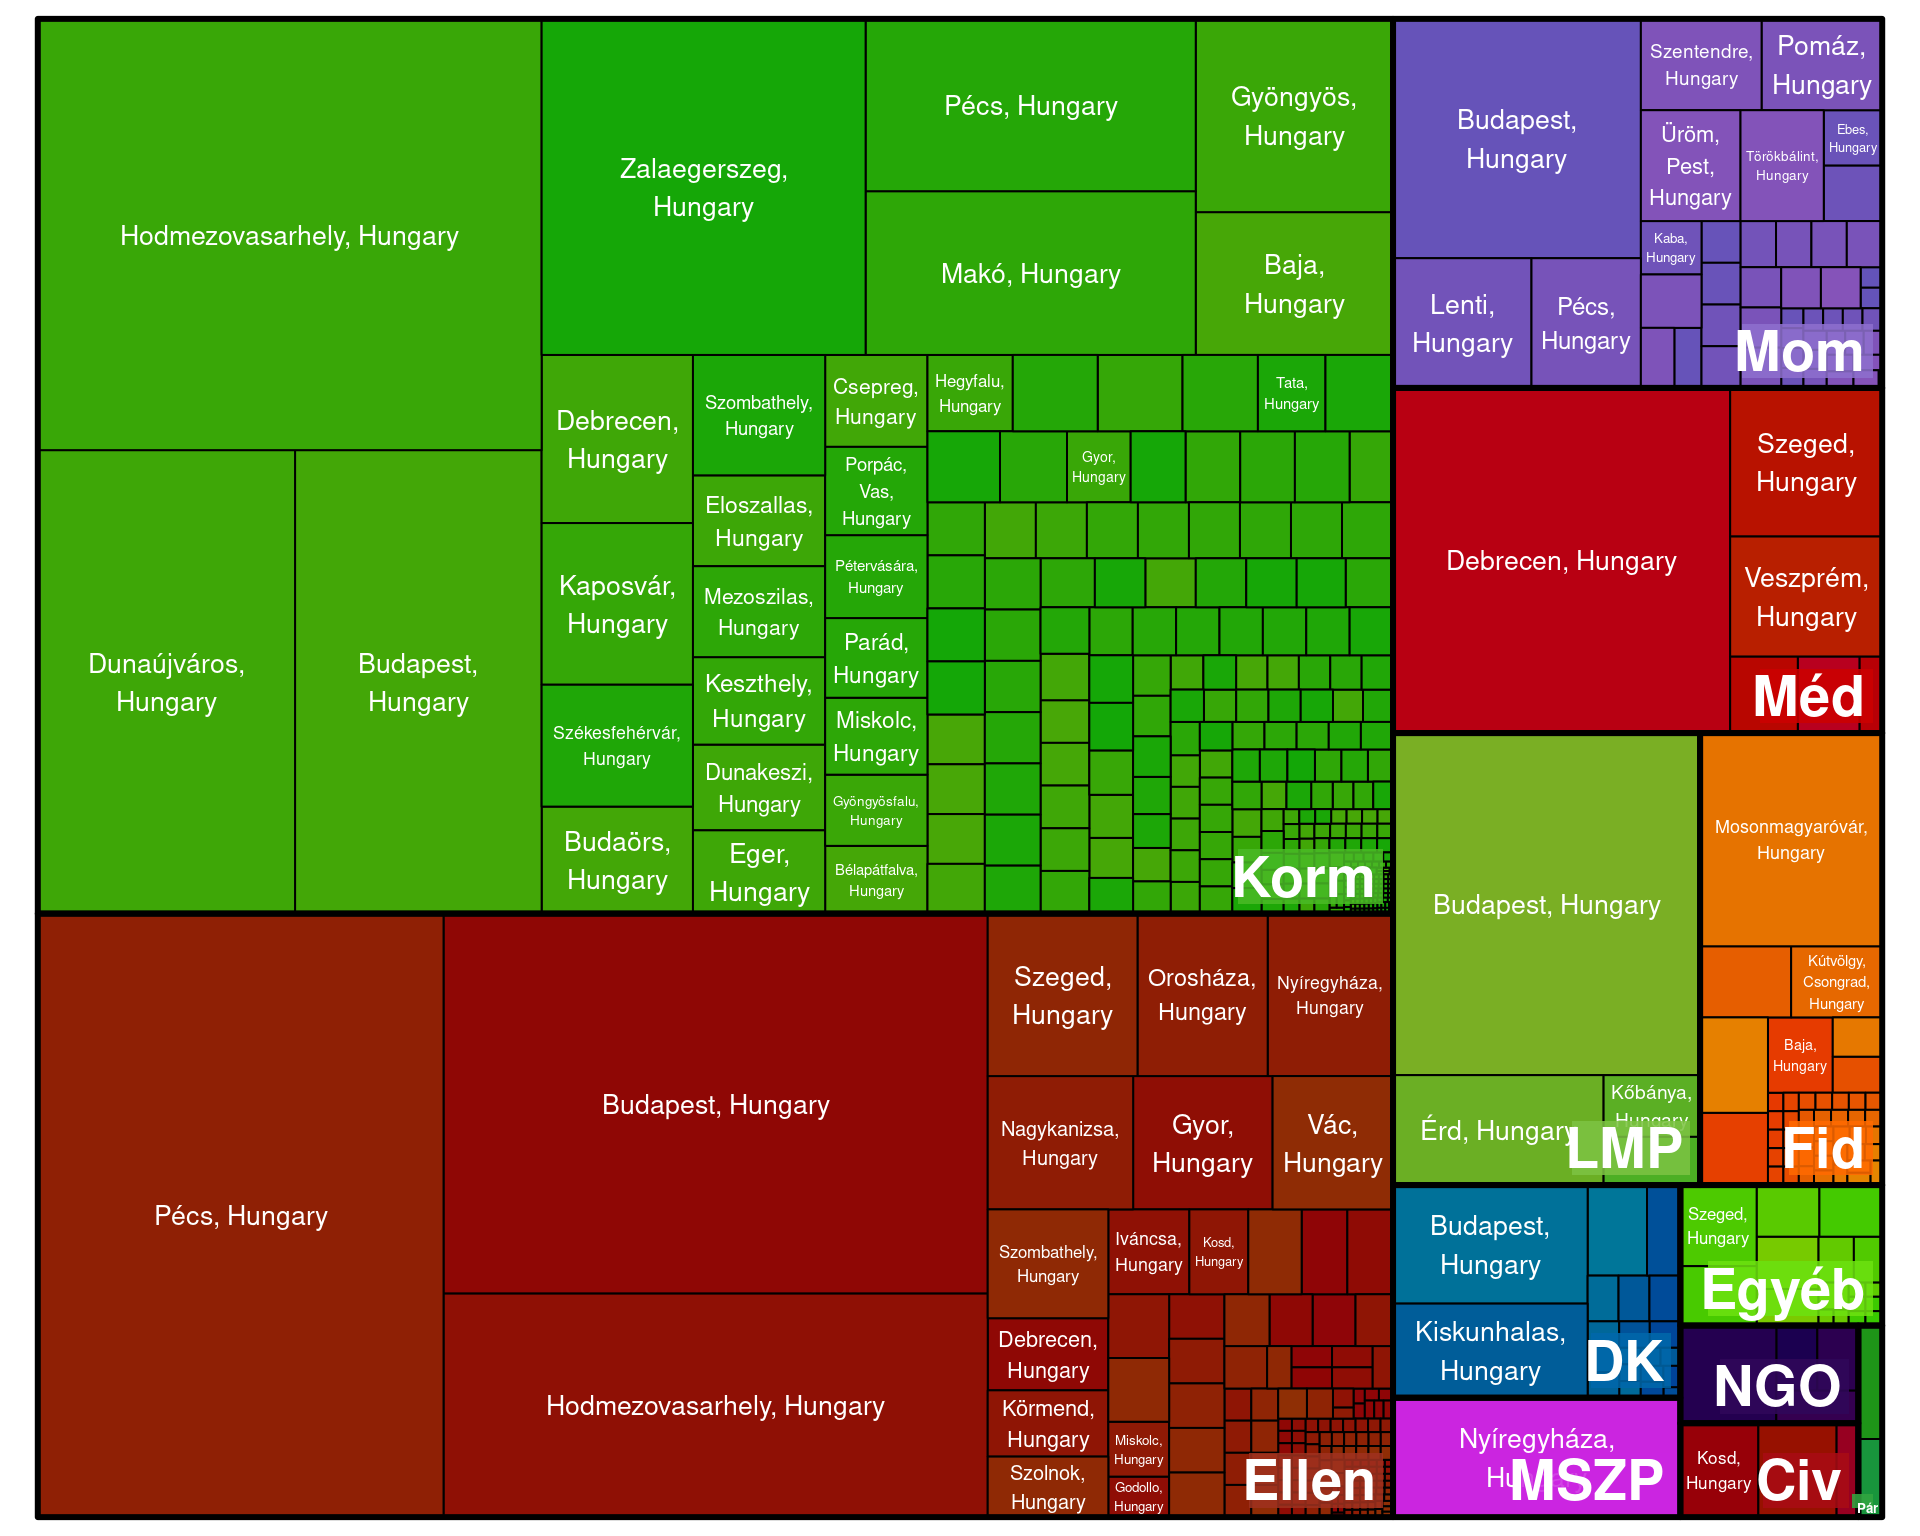 Hodmezovasarhely, Hungary
Zalaegerszeg,
Hungary
Pécs, Hungary
Gyöngyös,
Hungary
Makó, Hungary
Baja,
Hungary
Dunaújváros,
Hungary
Budapest,
Hungary
Debrecen,
Hungary
Kaposvár,
Hungary
Székesfehérvár,
Hungary
Budaörs,
Hungary
Szombathely,
Hungary
Eloszallas,
Hungary
Mezoszilas,
Hungary
Keszthely,
Hungary
Dunakeszi,
Hungary
Eger,
Hungary
Csepreg,
Hungary
Porpác,
Vas,
Hungary
Pétervására,
Hungary
Parád,
Hungary
Miskolc,
Hungary
Gyöngyösfalu,
Hungary
Bélapátfalva,
Hungary
Hegyfalu,
Hungary
Tata,
Hungary
Gyor,
Hungary
Korm
Budapest,
Hungary
Szentendre,
Hungary
Pomáz,
Hungary
Üröm,
Pest,
Hungary
Törökbálint,
Hungary
Ebes,
Hungary
Kaba,
Hungary
Lenti,
Hungary
Pécs,
Hungary
Mom
Debrecen, Hungary
Szeged,
Hungary
Veszprém,
Hungary
Méd
Budapest, Hungary
Érd, Hungary
Kőbánya,
Hungary
LMP
Mosonmagyaróvár,
Hungary
Kútvölgy,
Csongrad,
Hungary
Baja,
Hungary
Fid
Pécs, Hungary
Budapest, Hungary
Hodmezovasarhely, Hungary
Szeged,
Hungary
Orosháza,
Hungary
Nyíregyháza,
Hungary
Nagykanizsa,
Hungary
Gyor,
Hungary
Vác,
Hungary
Szombathely,
Hungary
Iváncsa,
Hungary
Kosd,
Hungary
Debrecen,
Hungary
Körmend,
Hungary
Szolnok,
Hungary
Miskolc,
Hungary
Godollo,
Hungary
Ellen
Budapest,
Hungary
Kiskunhalas,
Hungary
DK
Szeged,
Hungary
Egyéb
NGO
Nyíregyháza,
MSZP
Kosd,
Hungary
Civ
Pár